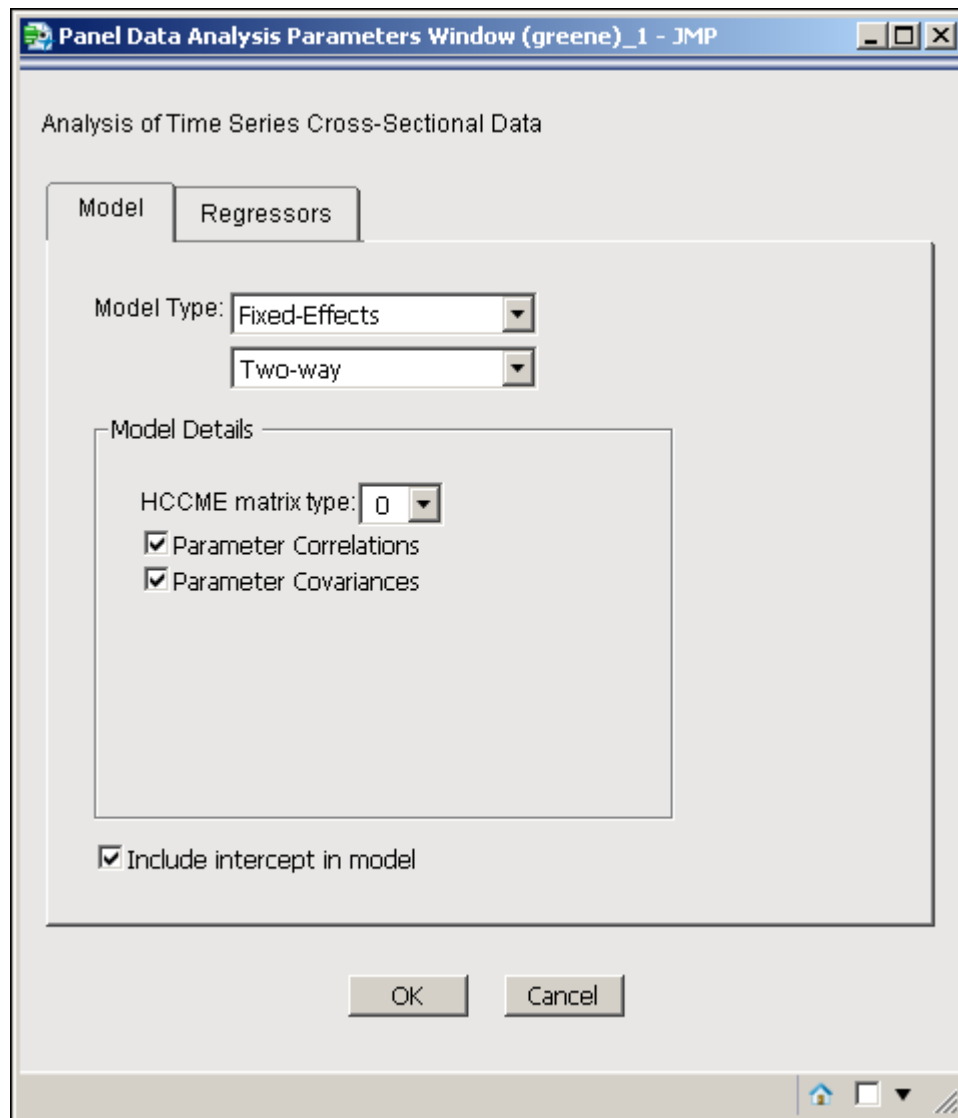 Panel Data Analysis Parameters Window (greene)_1 - JMP
Analysis of Time Series Cross-Sectional Data
Model
Regressors
Model Type: Fixed-Effects
Two-way
Model Details
HCCME matrix type: 0
Parameter Correlations
Parameter Covariances
Include intercept in model
OK
Cancel